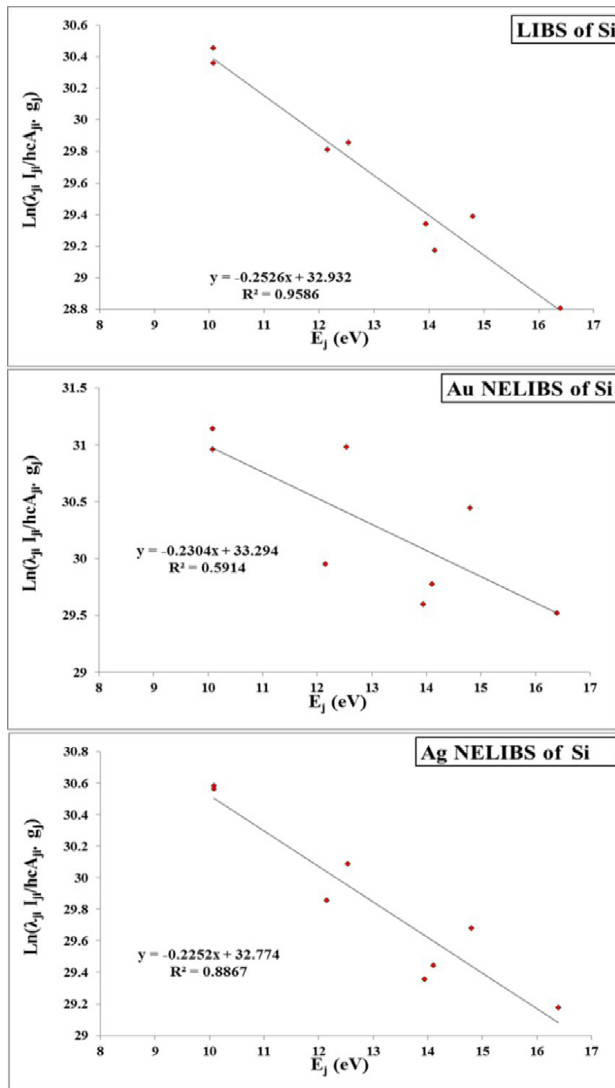 LIBS of Si
30.6
30.4
30.2
30
29.8
29.6
29.4
29.2
29
28.8
Ln(λji Iji/hcAji. gj)
y = -0.2526x + 32.932
R² = 0.9586
8 9 10 11 12 13 14 15 16 17
Ej (eV)
Au NELIBS of Si
31.5
31
30.5
30
29.5
29
Ln(λji Iji/hcAji. gj)
y = -0.2304x + 33.294
R² = 0.5914
8 9 10 11 12 13 14 15 16 17
Ej (eV)
Ag NELIBS of Si
30.8
30.6
30.4
30.2
30
29.8
29.6
29.4
29.2
29
Ln(λji Iji/hcAji. gj)
y = -0.2252x + 32.774
R² = 0.8867
8 9 10 11 12 13 14 15 16 17
Ej (eV)